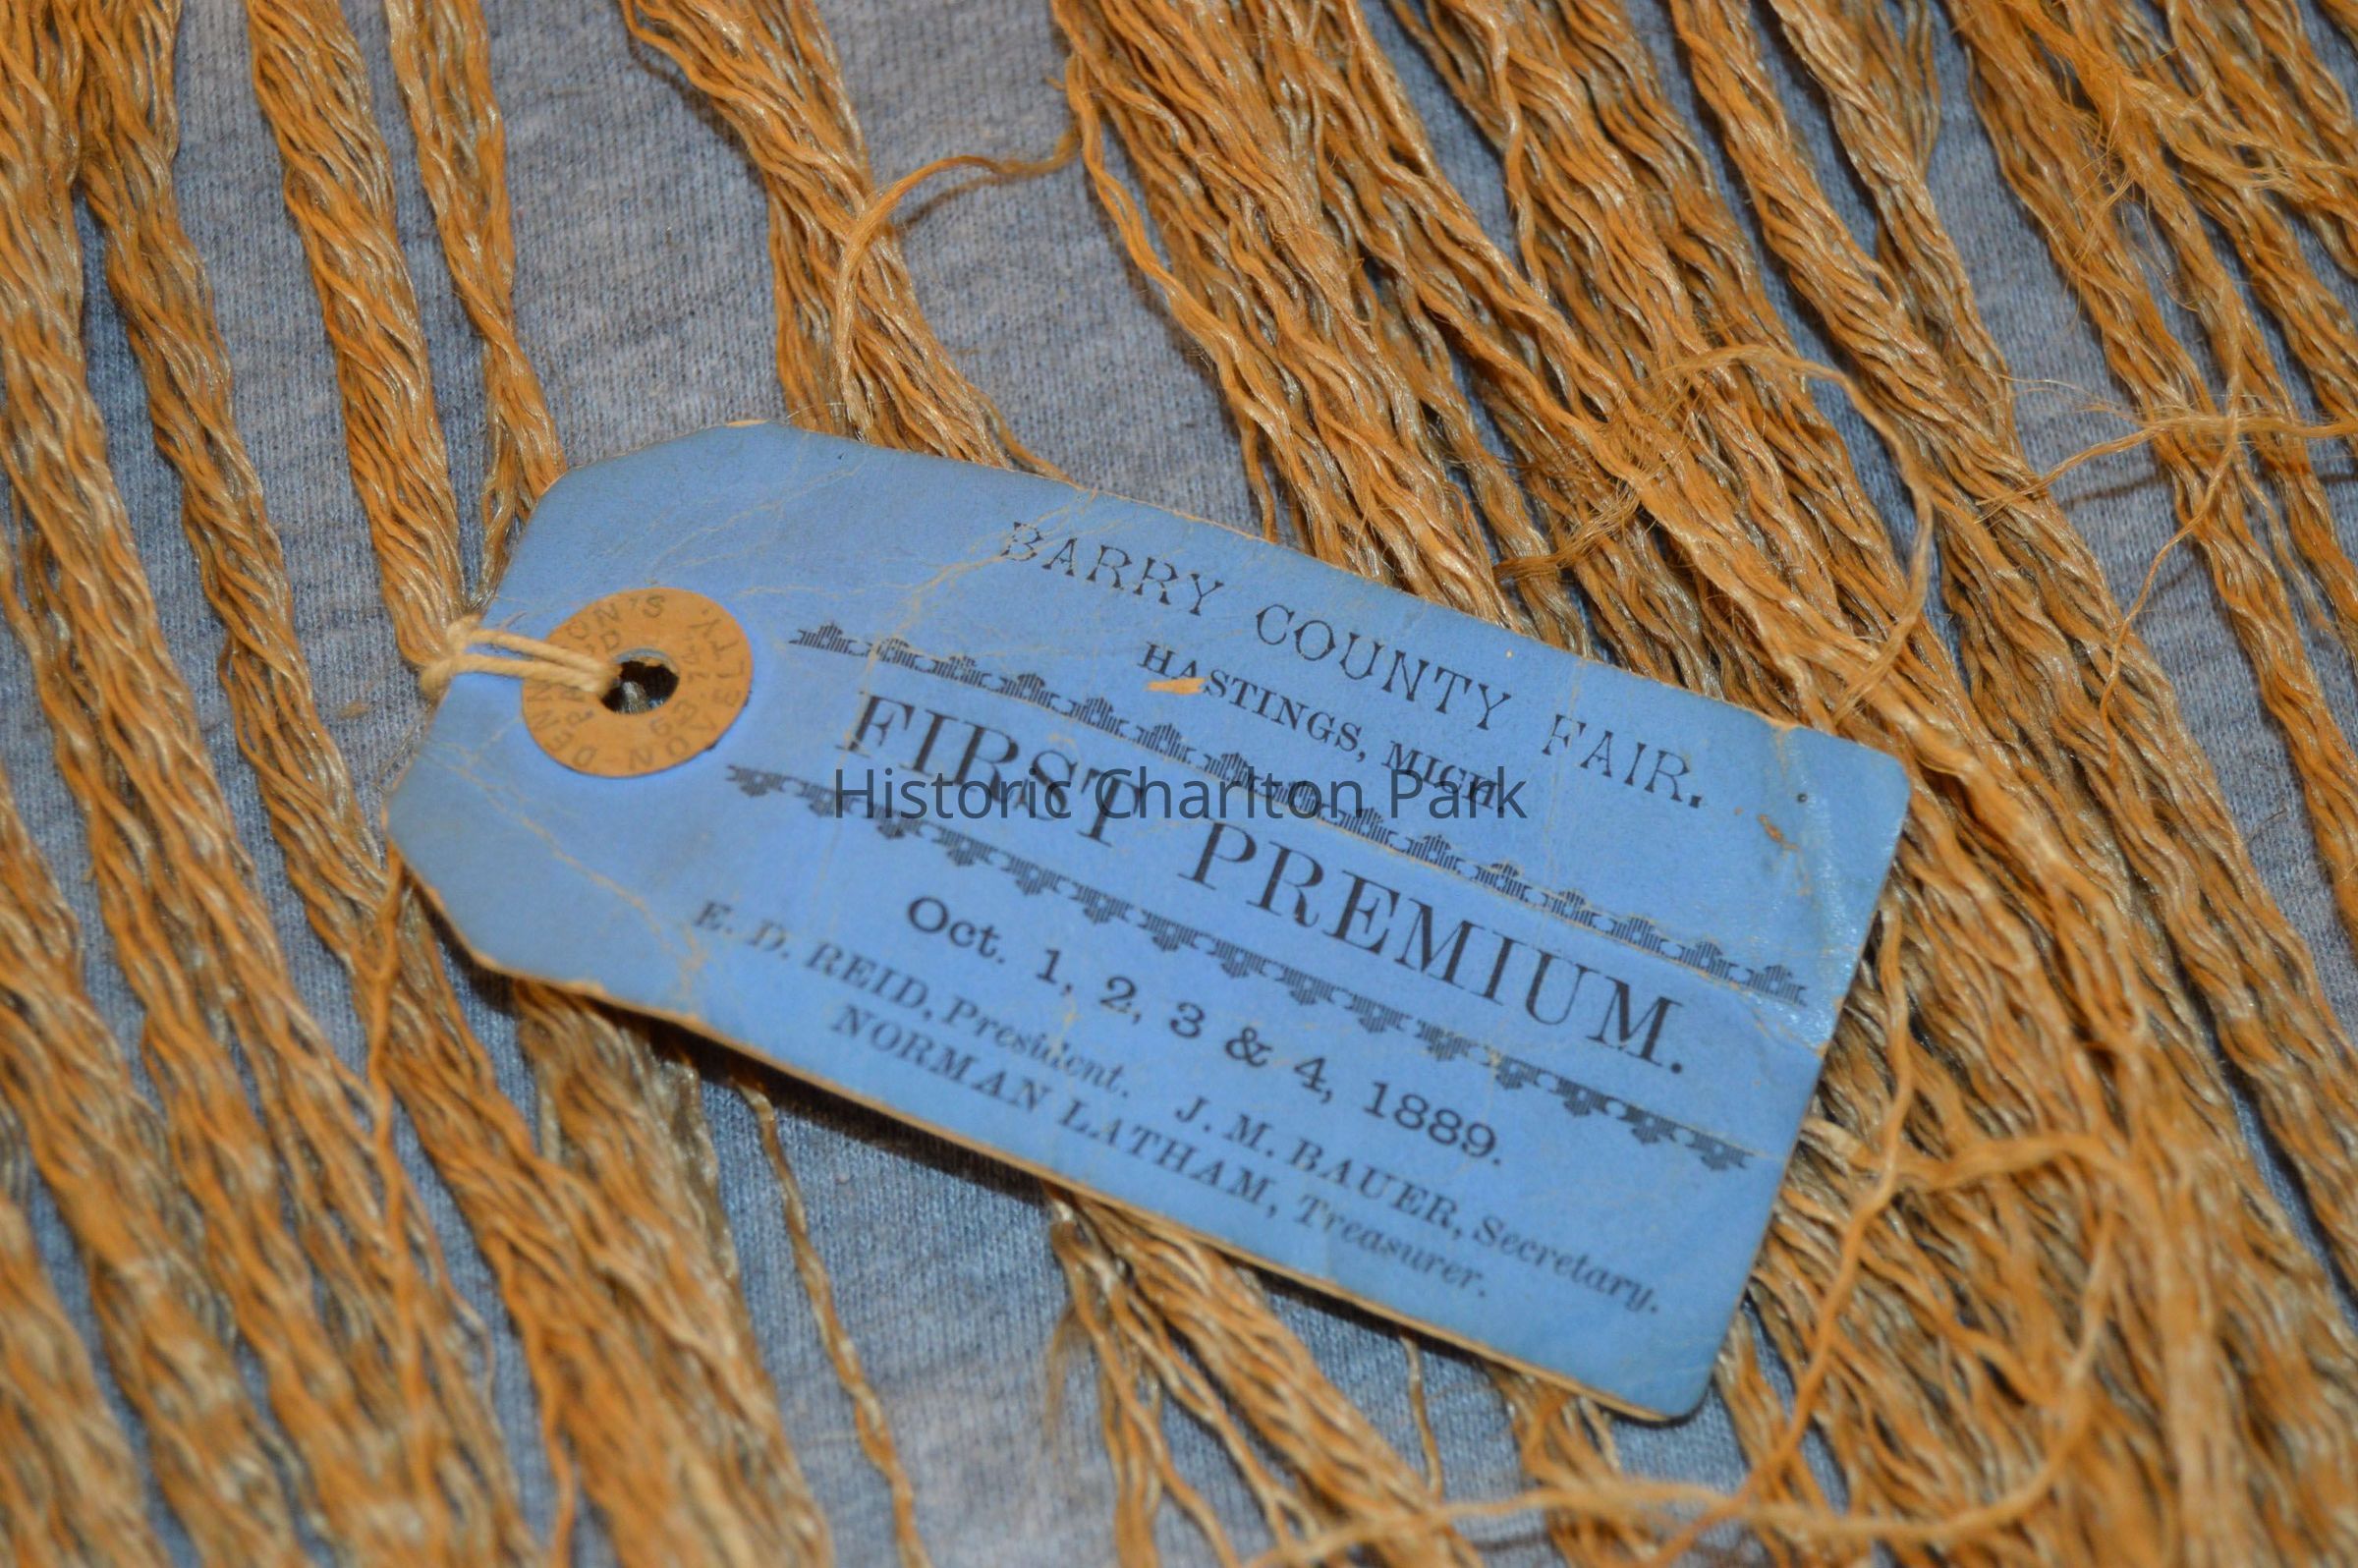 BARRY COUNTY FAIR.
HASTINGS, MICH
FIRST PREMIUM.
Oct. 1, 2, 3 & 4, 1889.
E. D. REID, President. J. M. BAUER, Secretary.
NORMAN LATHAM, Treasurer.
Historic Charlton Park